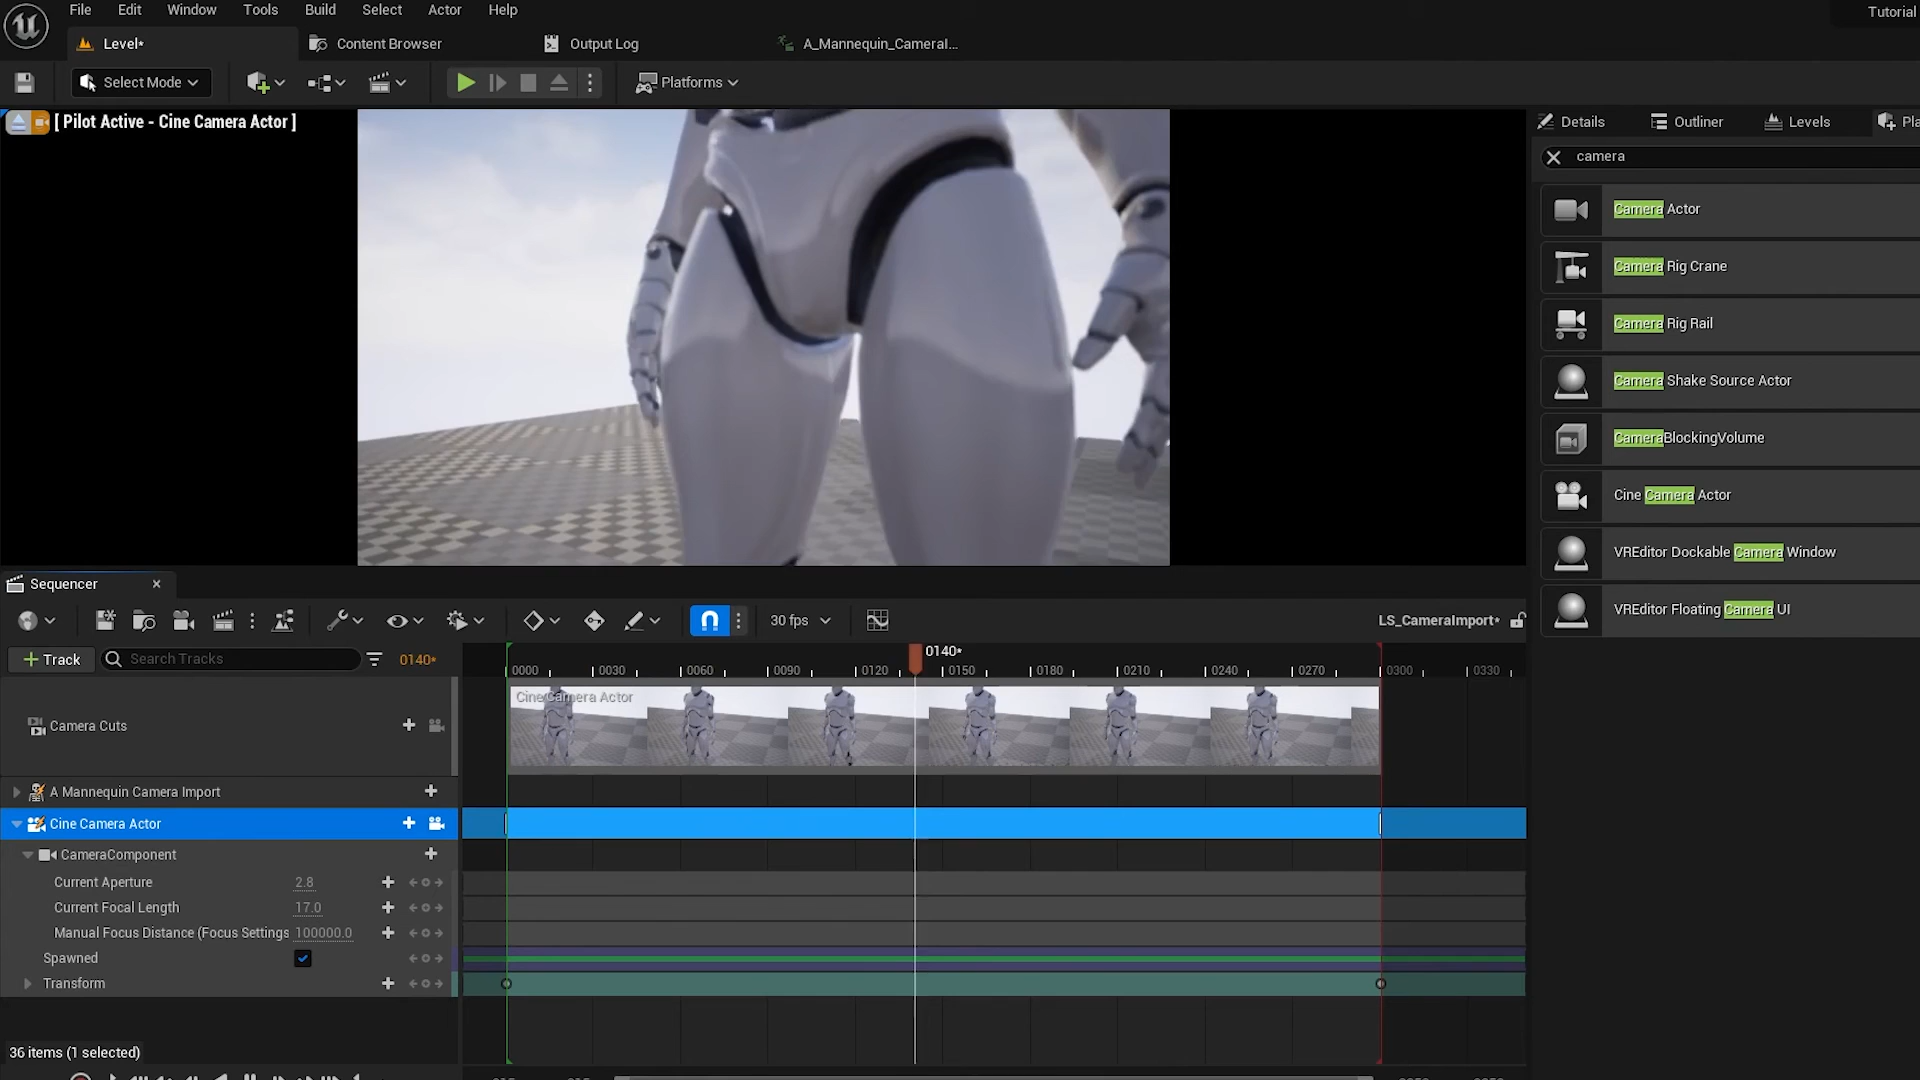 File Edit Window Tools Build Select Actor Help
Tutorial
Level*
Content Browser
Output Log
A_Mannequin_CameraI...
Select Mode
Platforms
[ Pilot Active - Cine Camera Actor ]
Details
Outliner
Levels
Pla
camera
Camera Actor
Camera Rig Crane
Camera Rig Rail
Camera Shake Source Actor
CameraBlockingVolume
Cine Camera Actor
VREditor Dockable Camera Window
VREditor Floating Camera UI
Sequencer
30 fps
LS_CameraImport*
Track
Search Tracks
0140*
0140*
0000 0030 0060 0090 0120 0150 0180 0210 0240 0270 0300 0330
Cine Camera Actor
Camera Cuts
A Mannequin Camera Import
Cine Camera Actor
CameraComponent
Current Aperture 2.8
Current Focal Length 17.0
Manual Focus Distance (Focus Settings 100000.0
Spawned
Transform
36 items (1 selected)